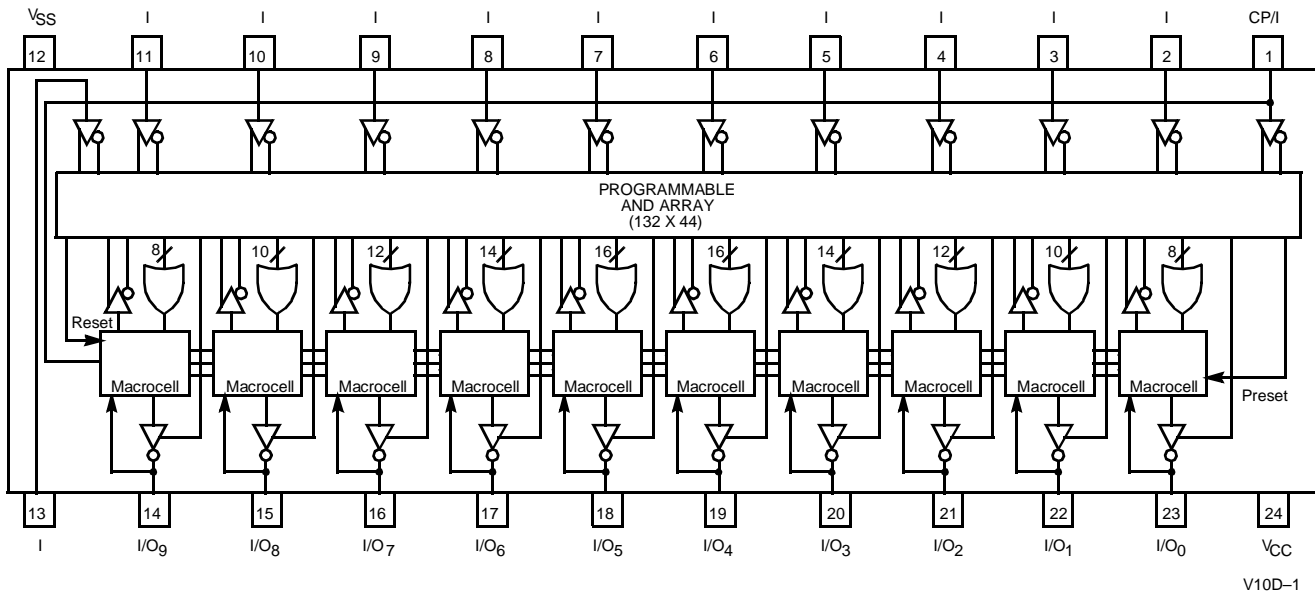 VSS I I I I I I I I I I CP/I
12 11 10 9 8 7 6 5 4 3 2 1
PROGRAMMABLE
AND ARRAY
(132 X 44)
8 10 12 14 16 16 14 12 10 8
Reset
Macrocell Macrocell Macrocell Macrocell Macrocell Macrocell Macrocell Macrocell Macrocell Macrocell
Preset
13 14 15 16 17 18 19 20 21 22 23 24
I I/O9 I/O8 I/O7 I/O6 I/O5 I/O4 I/O3 I/O2 I/O1 I/O0 VCC
V10D–1